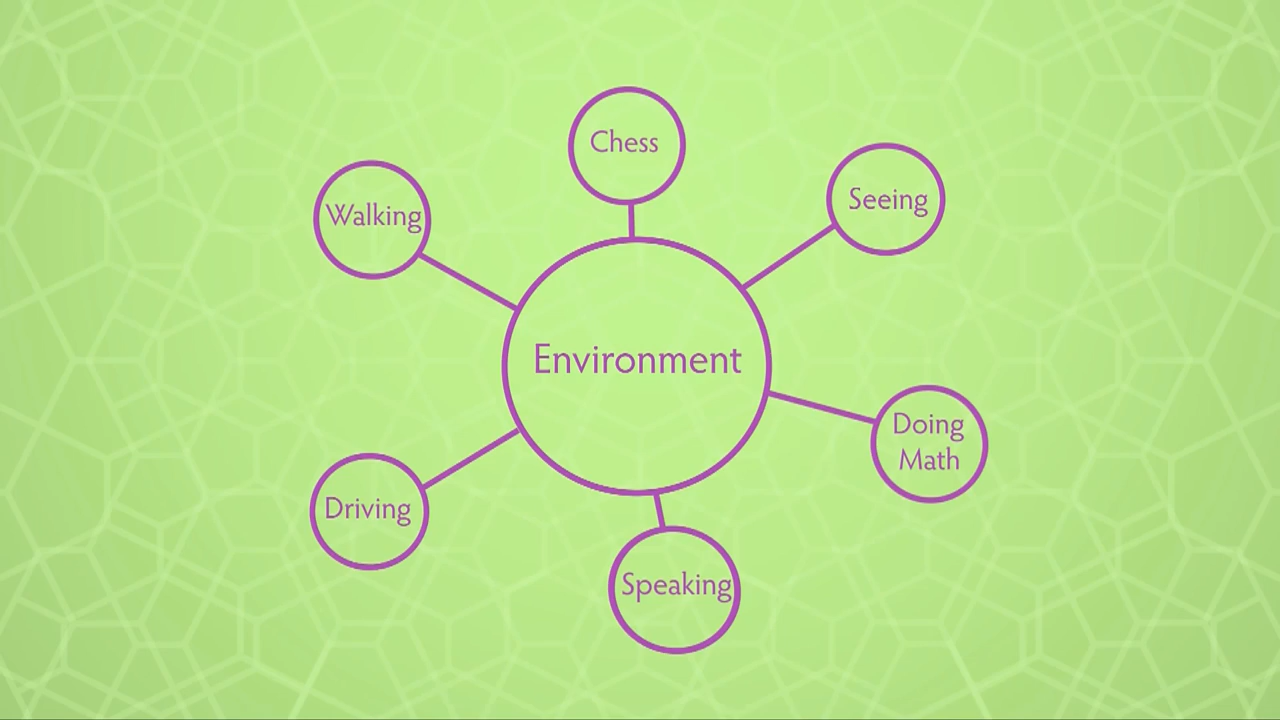 Chess
Seeing
Walking
Environment
Doing
Math
Driving
Speaking